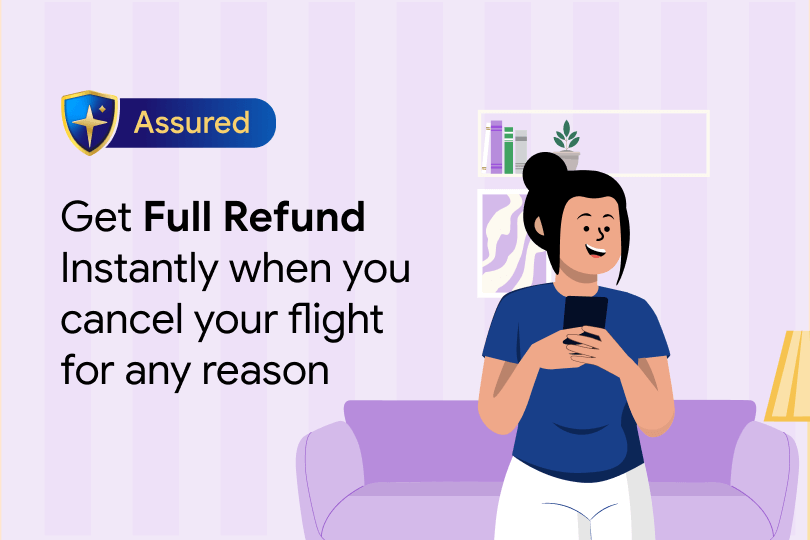 Assured
Get Full Refund
Instantly when you
cancel your flight
for any reason